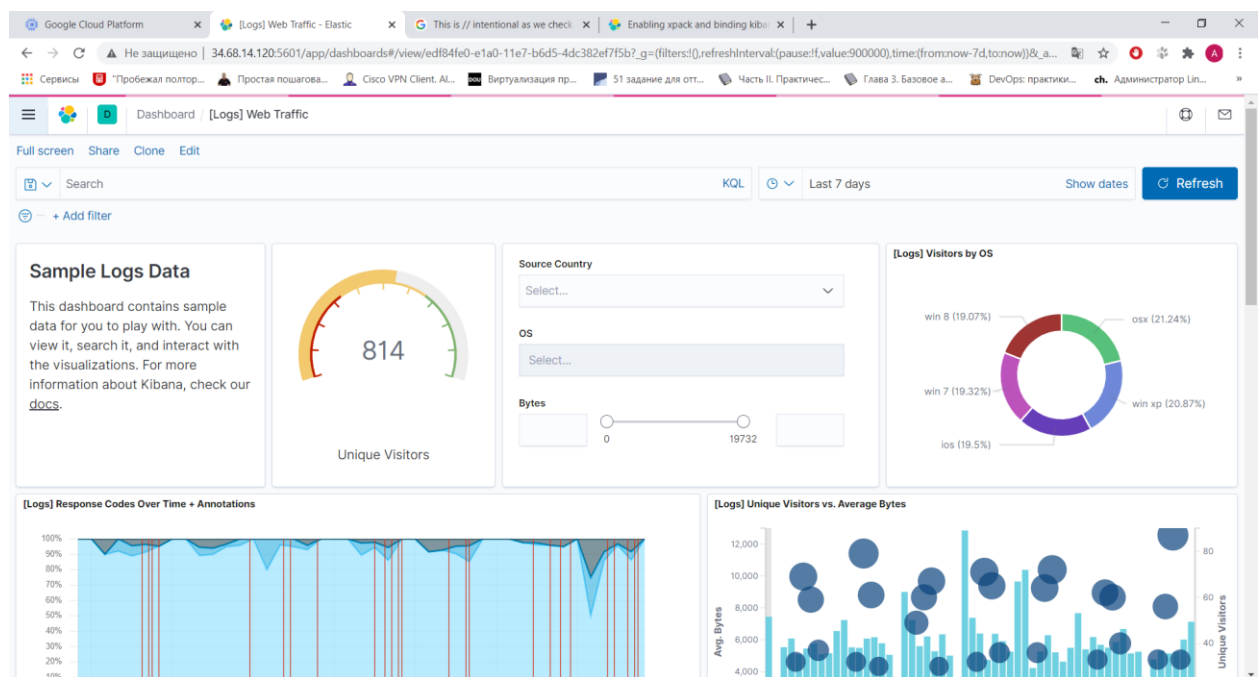 Google Cloud Platform
[Logs] Web Traffic - Elastic
This is // intentional as we check
Enabling xpack and binding kiba
Не защищено | 34.68.14.120:5601/app/dashboards#/view/edf84fe0-e1a0-11e7-b6d5-4dc382ef7f5b?_g=(filters:!(),refreshInterval:(pause:!f,value:900000),time:(from:now-7d,to:now))&_a...
A
Сервисы
"Пробежал полтор...
Простая пошагова...
Cisco VPN Client. Al...
Виртуализация пр...
51 задание для отт...
Часть II. Практичес...
Глава 3. Базовое а...
DevOps: практики...
ch. Администратор Lin...
»
D
Dashboard / [Logs] Web Traffic
Full screen Share Clone Edit
Search
KQL
Last 7 days
Show dates
Refresh
+ Add filter
Sample Logs Data
This dashboard contains sample
data for you to play with. You can
view it, search it, and interact with
the visualizations. For more
information about Kibana, check our
docs.
814
Unique Visitors
Source Country
Select...
OS
Select...
Bytes
0
19732
[Logs] Visitors by OS
win 8 (19.07%)
osx (21.24%)
win 7 (19.32%)
win xp (20.87%)
ios (19.5%)
[Logs] Response Codes Over Time + Annotations
100%
90%
80%
70%
60%
50%
40%
30%
20%
10%
[Logs] Unique Visitors vs. Average Bytes
12,000
10,000
8,000
6,000
4,000
Avg. Bytes
80
60
40
Unique Visitors